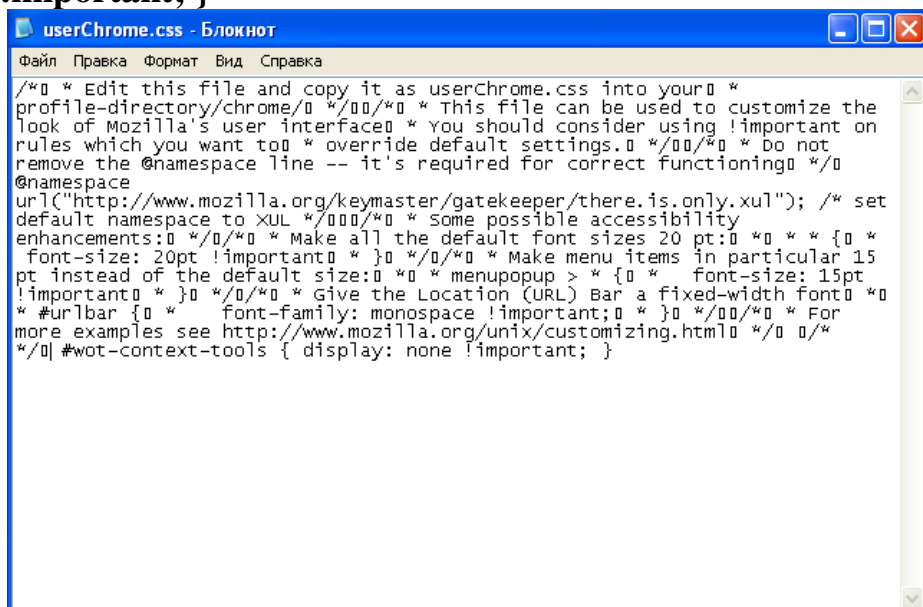 !important; }
userChrome.css - Блокнот
Файл Правка Формат Вид Справка
/*▯ * Edit this file and copy it as userChrome.css into your▯ *
profile-directory/chrome/▯ */▯▯/*▯ * This file can be used to customize the
look of Mozilla's user interface▯ * You should consider using !important on
rules which you want to▯ * override default settings.▯ */▯▯/*▯ * Do not
remove the @namespace line -- it's required for correct functioning▯ */▯
@namespace
url("http://www.mozilla.org/keymaster/gatekeeper/there.is.only.xul"); /* set
default namespace to XUL */▯▯▯/*▯ * Some possible accessibility
enhancements:▯ */▯/*▯ * Make all the default font sizes 20 pt:▯ *▯ * * {▯ *
font-size: 20pt !important▯ * }▯ */▯/▯/*▯ * Make menu items in particular 15
pt instead of the default size:▯ *▯ * menupopup > * {▯ * font-size: 15pt
!important▯ * }▯ */▯/*▯ * Give the Location (URL) Bar a fixed-width font▯ *▯
* #urlbar {▯ * font-family: monospace !important;▯ * }▯ */▯▯/*▯ * For
more examples see http://www.mozilla.org/unix/customizing.html▯ */▯ ▯/*
*/▯ #wot-context-tools { display: none !important; }